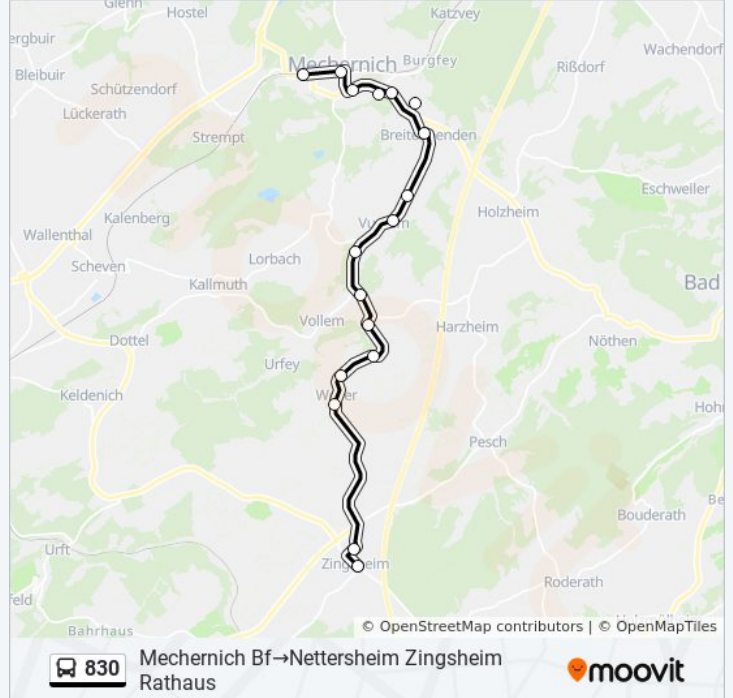 Glehn
Hostel
Katzvey
ergbuir
Mechernich
Burgfey
Wachendorf
Bleibuir
Rißdorf
Schützendorf
Lückerath
Strempt
Eschweiler
Kalenberg
Holzheim
Wallenthal
Lorbach
Scheven
Kallmuth
Bad
Vollem
Harzheim
Dottel
Nöthen
Urfey
Keldenich
Hohn
Pesch
Bouderath
Be
Urft
Roderath
feld
Bahrhaus
© OpenStreetMap contributors | © OpenMapTiles
830
Mechernich Bf→Nettersheim Zingsheim
Rathaus
moovit